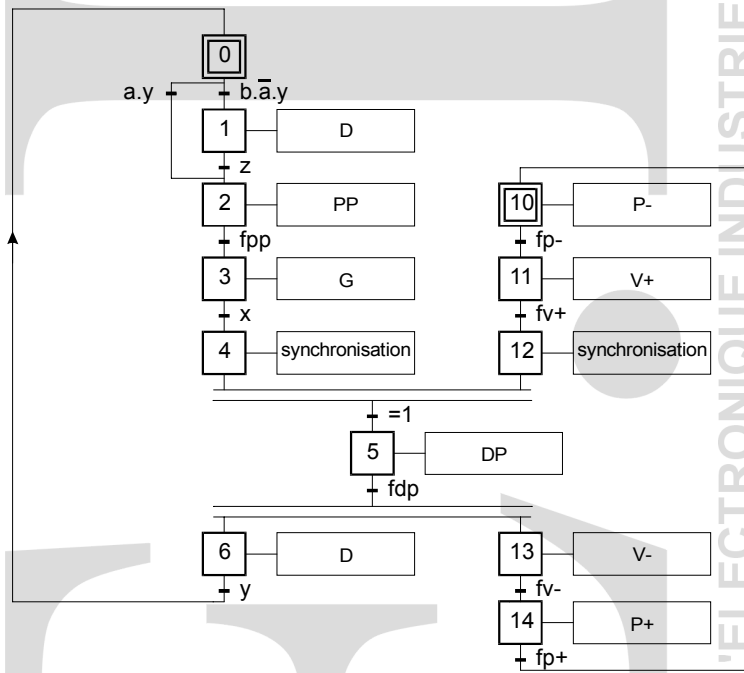 0
a.y
b.a̅.y
1
D
z
2
PP
10
P-
fpp
fp-
3
G
11
V+
x
fv+
4
synchronisation
12
synchronisation
=1
5
DP
fdp
6
D
13
V-
y
fv-
14
P+
fp+
'ELECTRONIQUE INDUSTRIE